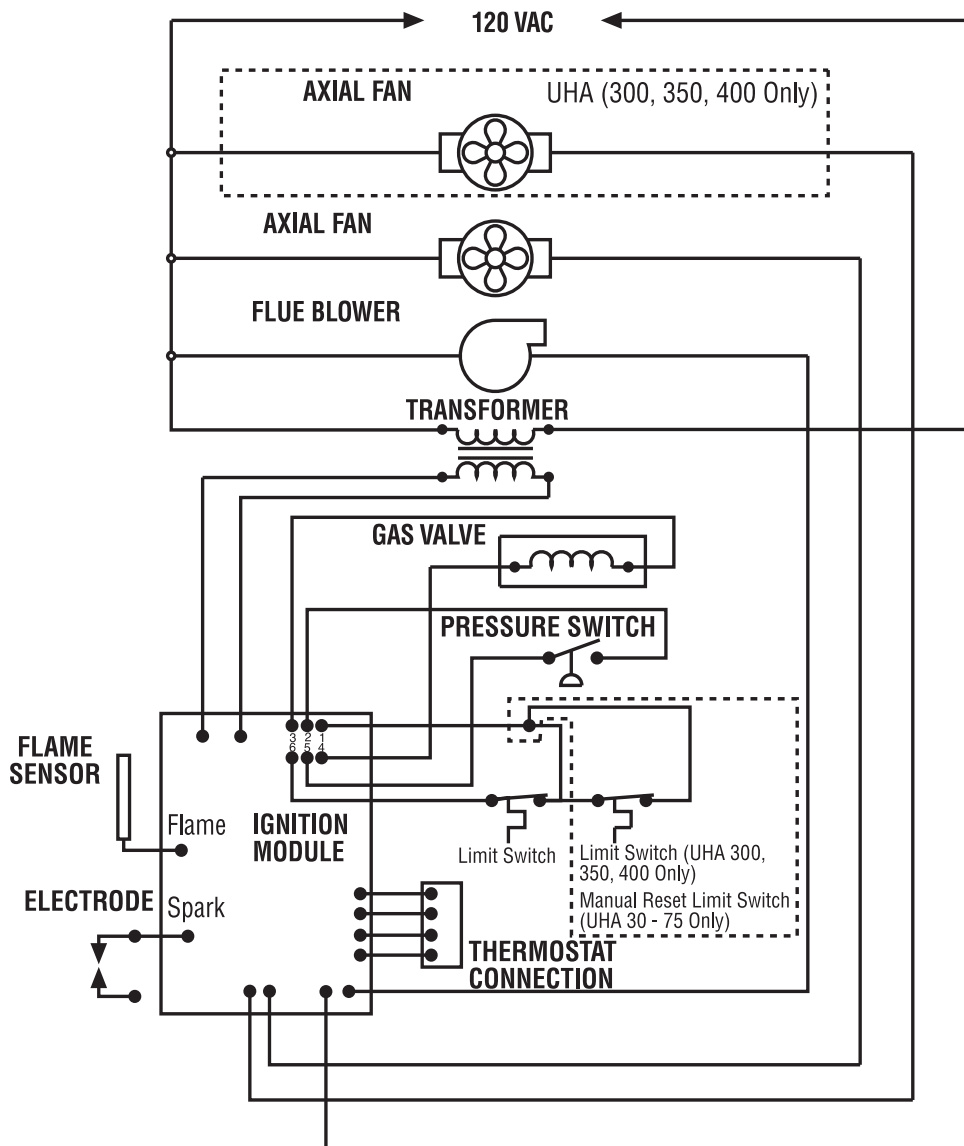 120 VAC
AXIAL FAN
UHA (300, 350, 400 Only)
AXIAL FAN
FLUE BLOWER
TRANSFORMER
GAS VALVE
PRESSURE SWITCH
3 2 1
6 5 4
FLAME
SENSOR
Flame
IGNITION
MODULE
Limit Switch
Limit Switch (UHA 300,
350, 400 Only)
Manual Reset Limit Switch
(UHA 30 - 75 Only)
ELECTRODE
Spark
THERMOSTAT
CONNECTION